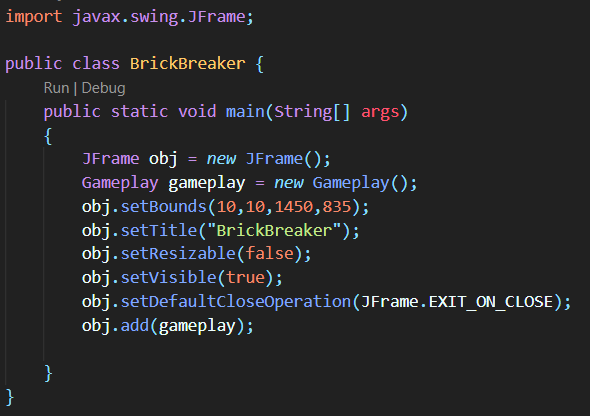 import javax.swing.JFrame;
public class BrickBreaker {
Run | Debug
public static void main(String[] args)
{
JFrame obj = new JFrame();
Gameplay gameplay = new Gameplay();
obj.setBounds(10,10,1450,835);
obj.setTitle("BrickBreaker");
obj.setResizable(false);
obj.setVisible(true);
obj.setDefaultCloseOperation(JFrame.EXIT_ON_CLOSE);
obj.add(gameplay);
}
}